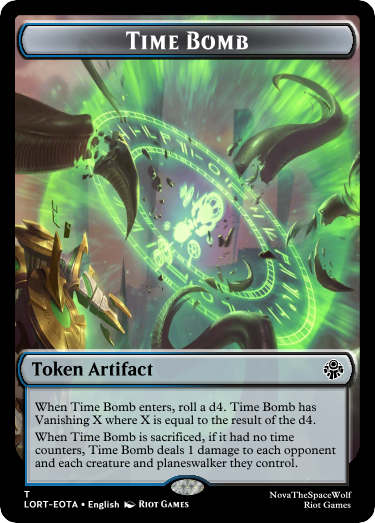 TIME BOMB
Token Artifact
When Time Bomb enters, roll a d4. Time Bomb has
Vanishing X where X is equal to the result of the d4.
When Time Bomb is sacrificed, if it had no time
counters, Time Bomb deals 1 damage to each opponent
and each creature and planeswalker they control.
T
LORT-EOTA • English RIOT GAMES
NovaTheSpaceWolf
Riot Games